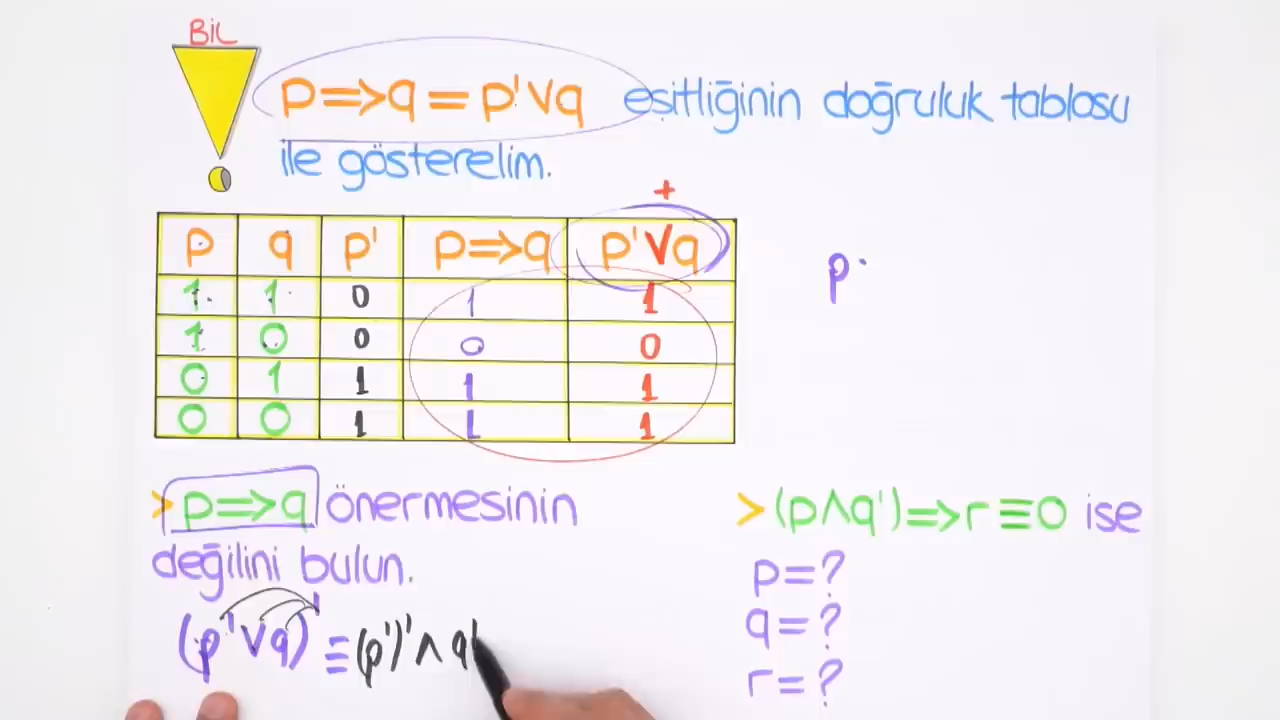 BİL
p⇒q = p'∨q eşitliğinin doğruluk tablosu
ile gösterelim.
+
p q p' p⇒q p'∨q
1 1 0 1 1
1 0 0 0 0
0 1 1 1 1
0 0 1 1 1
p
> p⇒q önermesinin
değilini bulun.
(p'∨q)' ≡ (p')' ∧ q'
> (p∧q')⇒r≡0 ise
p=?
q=?
r=?